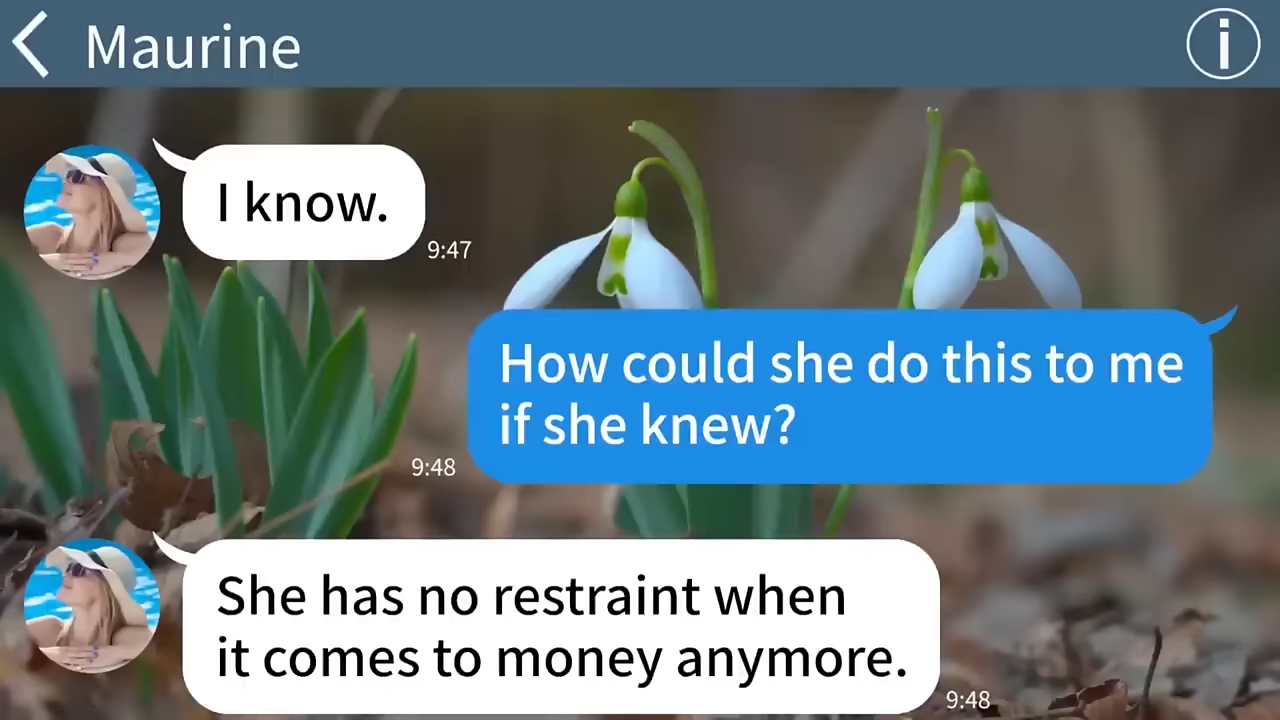 Maurine
I know.
9:47
How could she do this to me
if she knew?
9:48
She has no restraint when
it comes to money anymore.
9:48